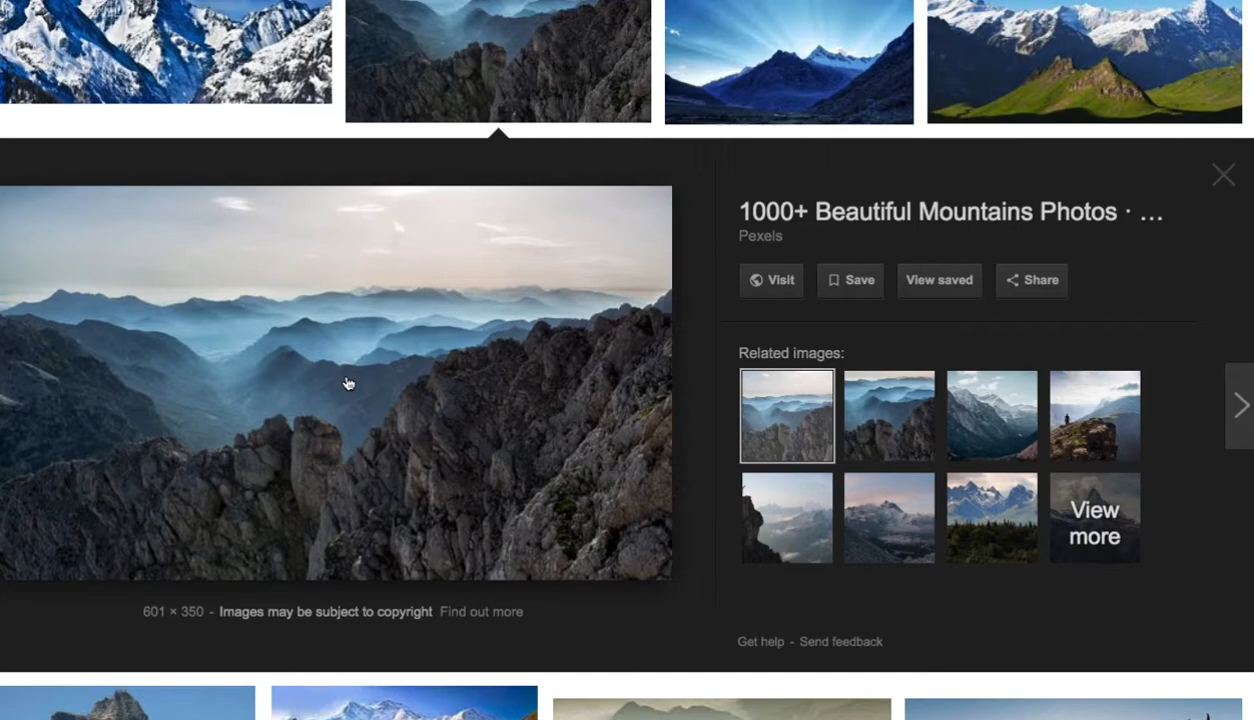 1000+ Beautiful Mountains Photos · ...
Pexels
Visit
Save
View saved
Share
Related images:
View
more
601 × 350 - Images may be subject to copyright Find out more
Get help - Send feedback